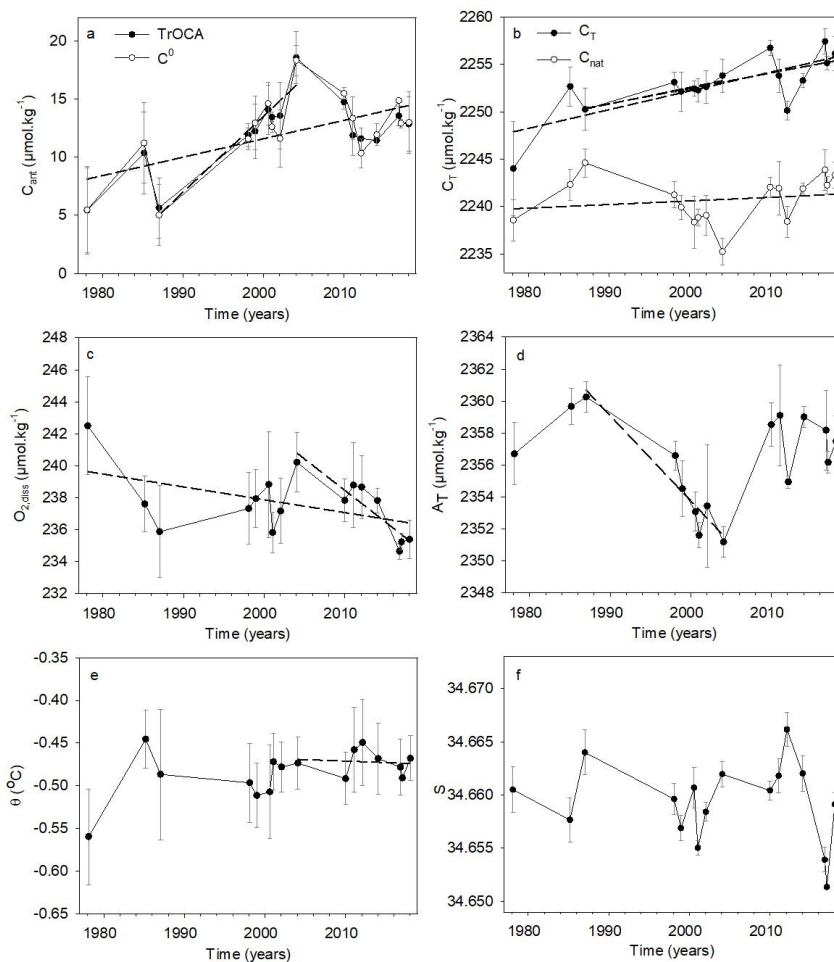 a
TrOCA
C⁰
20
15
10
5
0
C_ant (µmol.kg⁻¹)
1980 1990 2000 2010
Time (years)
b
C_T
C_nat
2260
2255
2250
2245
2240
2235
C_T (µmol.kg⁻¹)
1980 1990 2000 2010
Time (years)
c
248
246
244
242
240
238
236
234
232
O_2,diss (µmol.kg⁻¹)
1980 1990 2000 2010
Time (years)
d
2364
2362
2360
2358
2356
2354
2352
2350
2348
A_T (µmol.kg⁻¹)
1980 1990 2000 2010
Time (years)
e
-0.35
-0.40
-0.45
-0.50
-0.55
-0.60
-0.65
θ (°C)
1980 1990 2000 2010
Time (years)
f
34.670
34.665
34.660
34.655
34.650
S
1980 1990 2000 2010
Time (years)